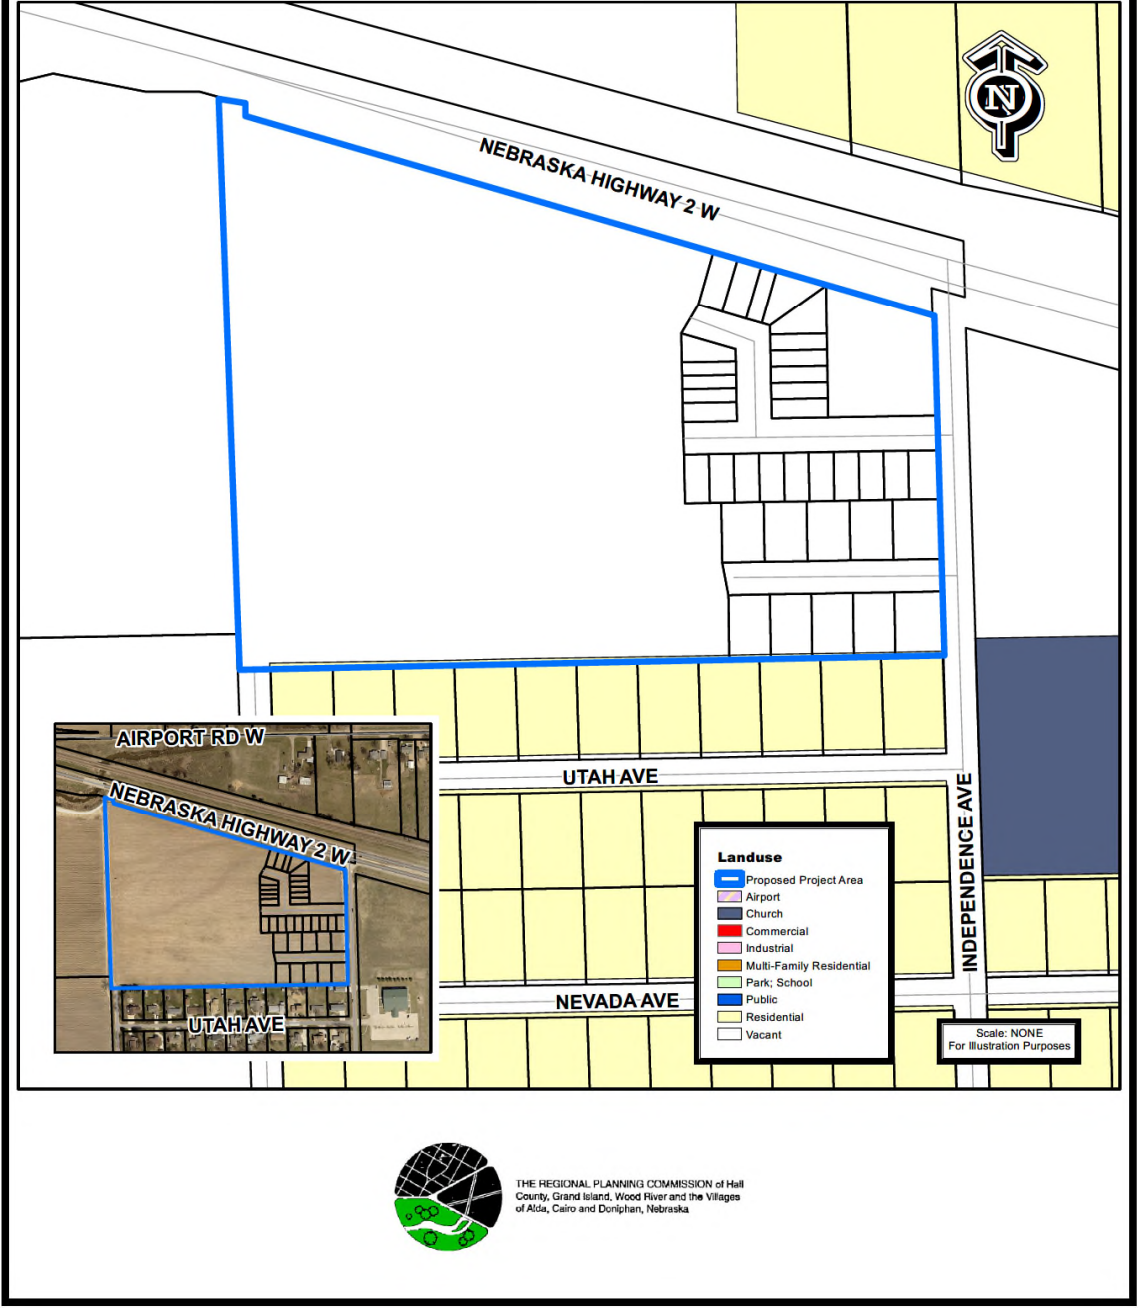 N
NEBRASKA HIGHWAY 2 W
AIRPORT RD W
NEBRASKA HIGHWAY 2 W
UTAH AVE
UTAH AVE
INDEPENDENCE AVE
NEVADA AVE
Landuse
Proposed Project Area
Airport
Church
Commercial
Industrial
Multi-Family Residential
Park; School
Public
Residential
Vacant
Scale: NONE
For Illustration Purposes
THE REGIONAL PLANNING COMMISSION of Hall
County, Grand Island, Wood River and the Villages
of Alda, Cairo and Doniphan, Nebraska